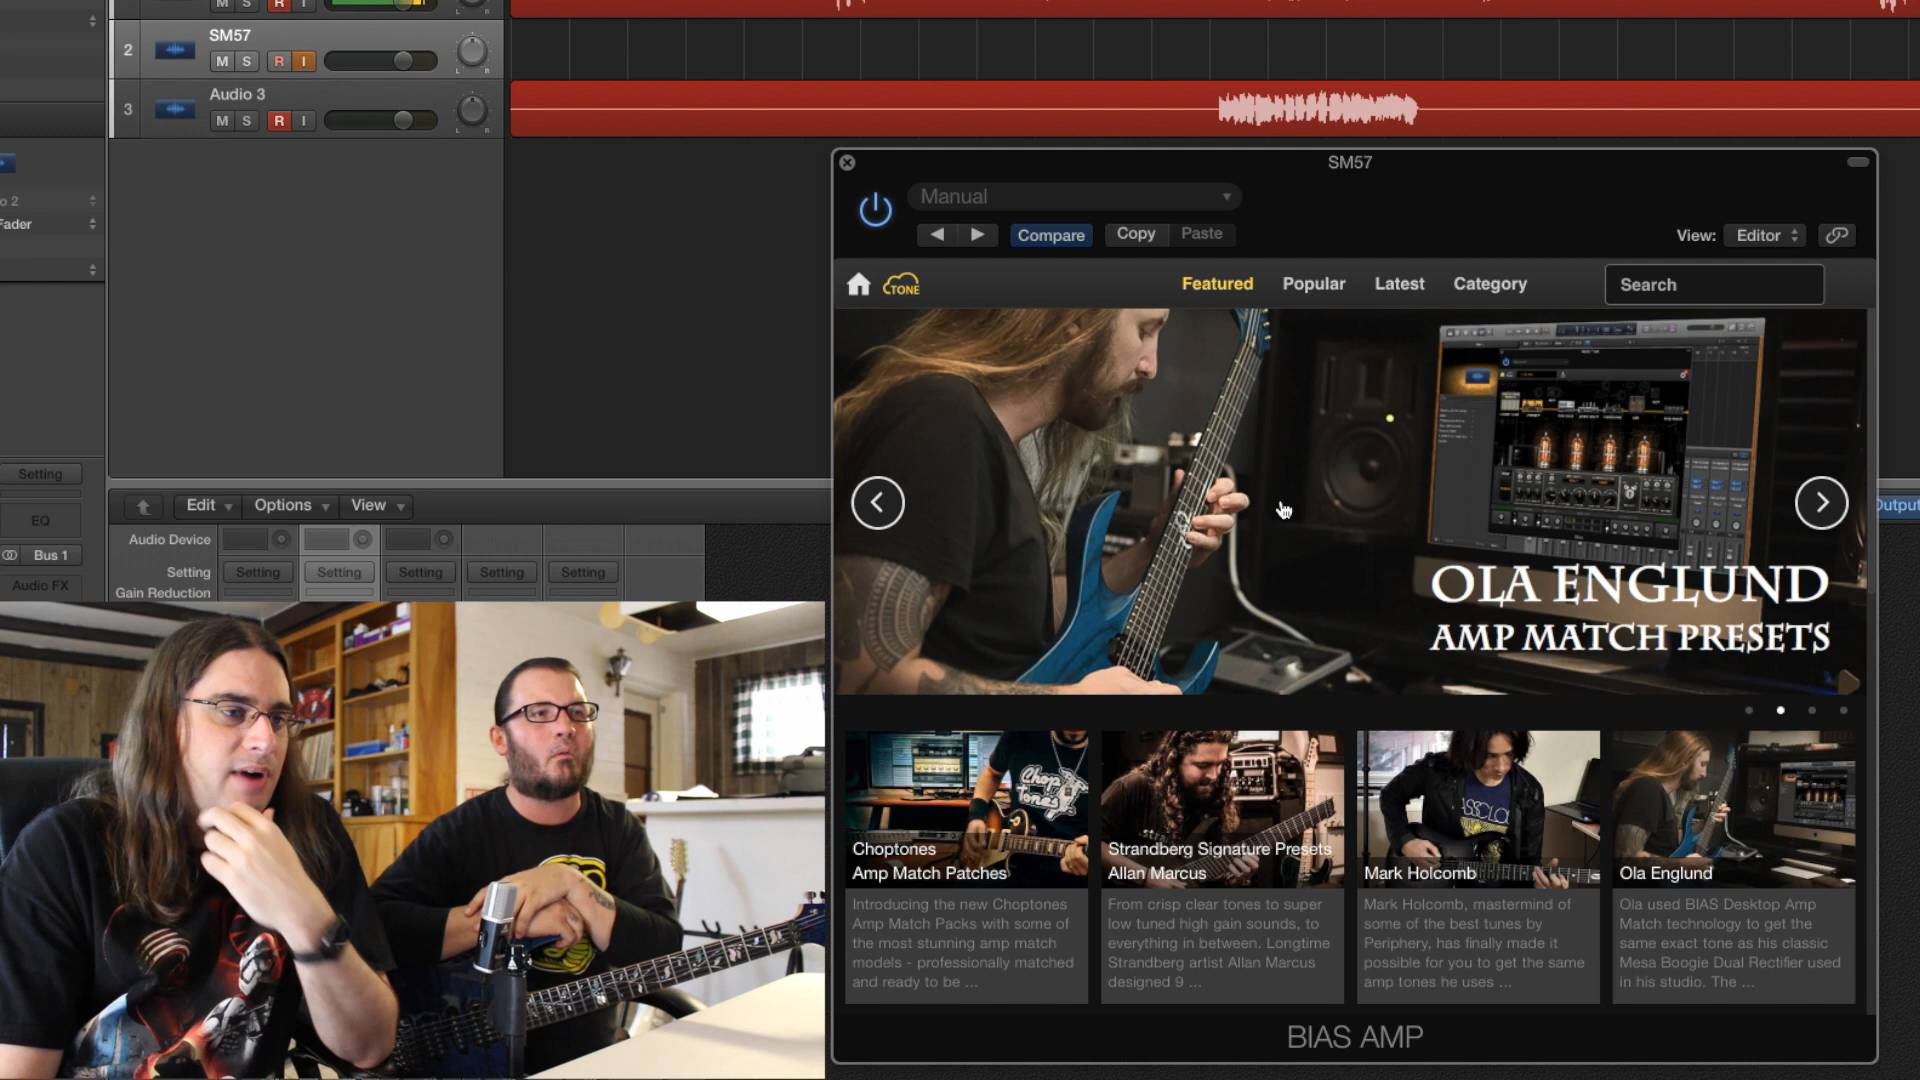 M S R I
L R
2
SM57
M S R I
L R
3
Audio 3
M S R I
L R
o 2
Fader
Setting
EQ
Bus 1
Audio FX
Edit Options View
Audio Device
Setting Setting Setting Setting Setting Setting
Gain Reduction
SM57
Manual
Compare Copy Paste
View: Editor
TONE
Featured Popular Latest Category
Search
OLA ENGLUND
AMP MATCH PRESETS
Output
Choptones
Amp Match Patches
Introducing the new Choptones
Amp Match Packs with some of
the most stunning amp match
models - professionally matched
and ready to be ...
Strandberg Signature Presets
Allan Marcus
From crisp clear tones to super
low tuned high gain sounds, to
everything in between. Longtime
Strandberg artist Allan Marcus
designed 9 ...
Mark Holcomb
Mark Holcomb, mastermind of
some of the best tunes by
Periphery, has finally made it
possible for you to get the same
amp tones he uses ...
Ola Englund
Ola used BIAS Desktop Amp
Match technology to get the
same exact tone as his classic
Mesa Boogie Dual Rectifier used
in his studio. The ...
Chop
Tones
BIAS AMP